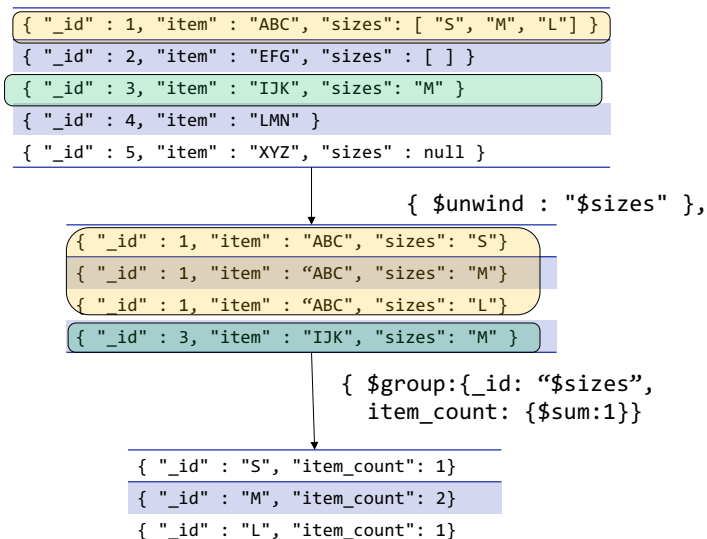 { "_id" : 1, "item" : "ABC", "sizes": [ "S", "M", "L"] }
{ "_id" : 2, "item" : "EFG", "sizes" : [ ] }
{ "_id" : 3, "item" : "IJK", "sizes": "M" }
{ "_id" : 4, "item" : "LMN" }
{ "_id" : 5, "item" : "XYZ", "sizes" : null }
{ $unwind : "$sizes" },
{ "_id" : 1, "item" : "ABC", "sizes": "S"}
{ "_id" : 1, "item" : “ABC", "sizes": "M"}
{ "_id" : 1, "item" : “ABC", "sizes": "L"}
{ "_id" : 3, "item" : "IJK", "sizes": "M" }
{ $group:{_id: “$sizes”,
item_count: {$sum:1}}
{ "_id" : "S", "item_count": 1}
{ "_id" : "M", "item_count": 2}
{ "_id" : "L", "item_count": 1}